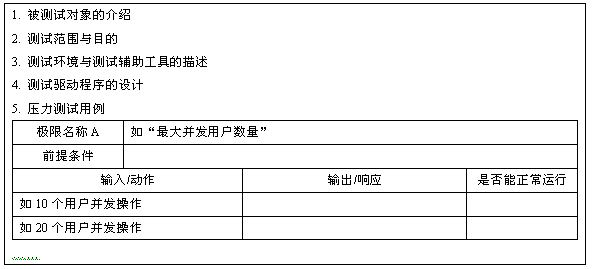 1. 被测试对象的介绍
2. 测试范围与目的
3. 测试环境与测试辅助工具的描述
4. 测试驱动程序的设计
5. 压力测试用例
极限名称 A 如“最大并发用户数量”
前提条件
输入/动作 输出/响应 是否能正常运行
如 10 个用户并发操作
如 20 个用户并发操作
………